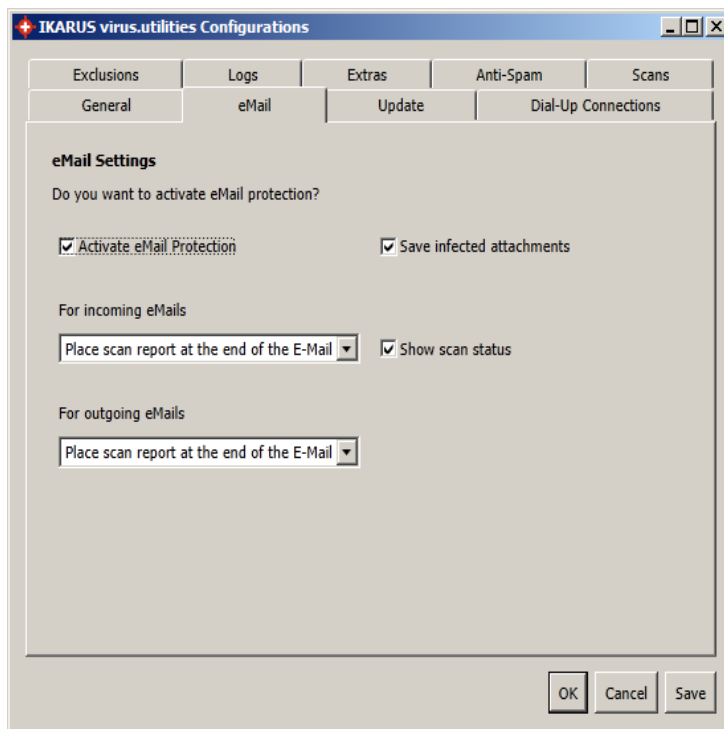 IKARUS virus.utilities Configurations
Exclusions Logs Extras Anti-Spam Scans
General eMail Update Dial-Up Connections
eMail Settings
Do you want to activate eMail protection?
Activate eMail Protection Save infected attachments
For incoming eMails
Place scan report at the end of the E-Mail Show scan status
For outgoing eMails
Place scan report at the end of the E-Mail
OK Cancel Save